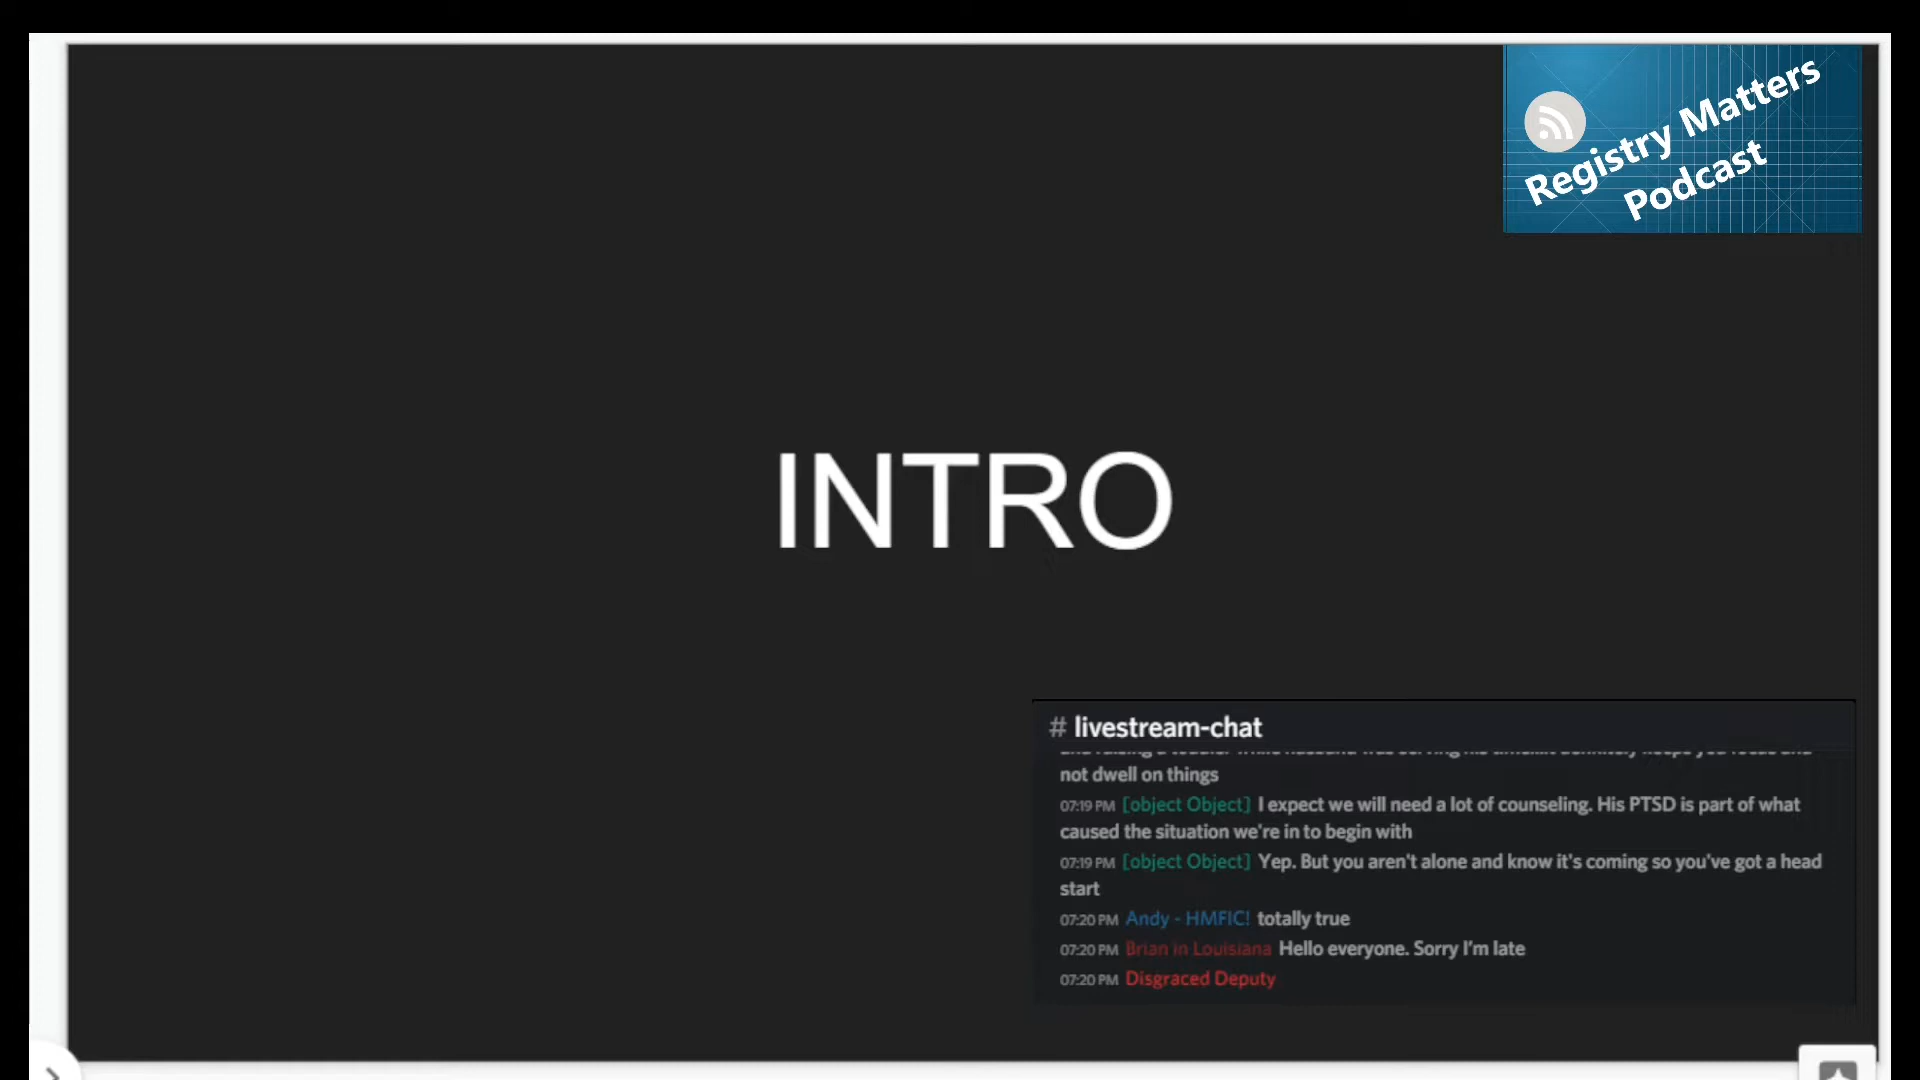 Registry Matters
Podcast
INTRO
# livestream-chat
not dwell on things
07:19 PM [object Object] I expect we will need a lot of counseling. His PTSD is part of what
caused the situation we're in to begin with
07:19 PM [object Object] Yep. But you aren't alone and know it's coming so you've got a head
start
07:20 PM Andy - HMFIC! totally true
07:20 PM Brian in Louisiana Hello everyone. Sorry I'm late
07:20 PM Disgraced Deputy